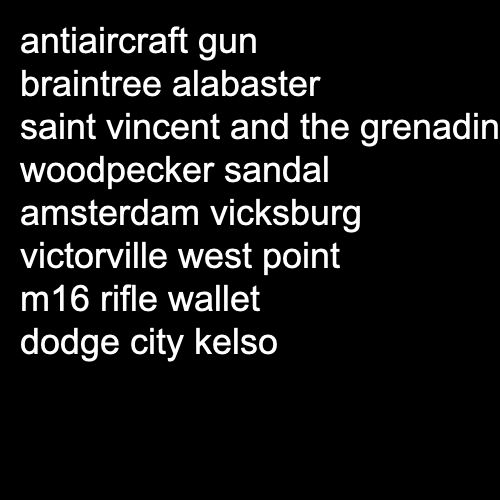 antiaircraft gun
braintree alabaster
saint vincent and the grenadin
woodpecker sandal
amsterdam vicksburg
victorville west point
m16 rifle wallet
dodge city kelso